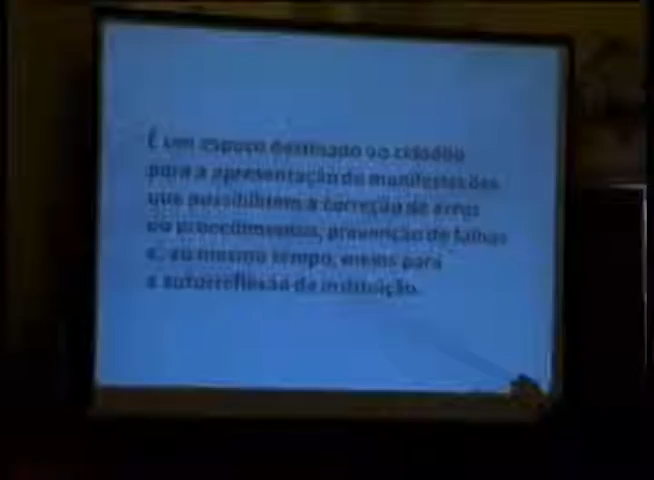 É um espaço destinado ao cidadão
para a apresentação de manifestações
que possibilitem a correção de erros
ou procedimentos, prevenção de falhas
e, ao mesmo tempo, meios para
a autorreflexão da instituição.